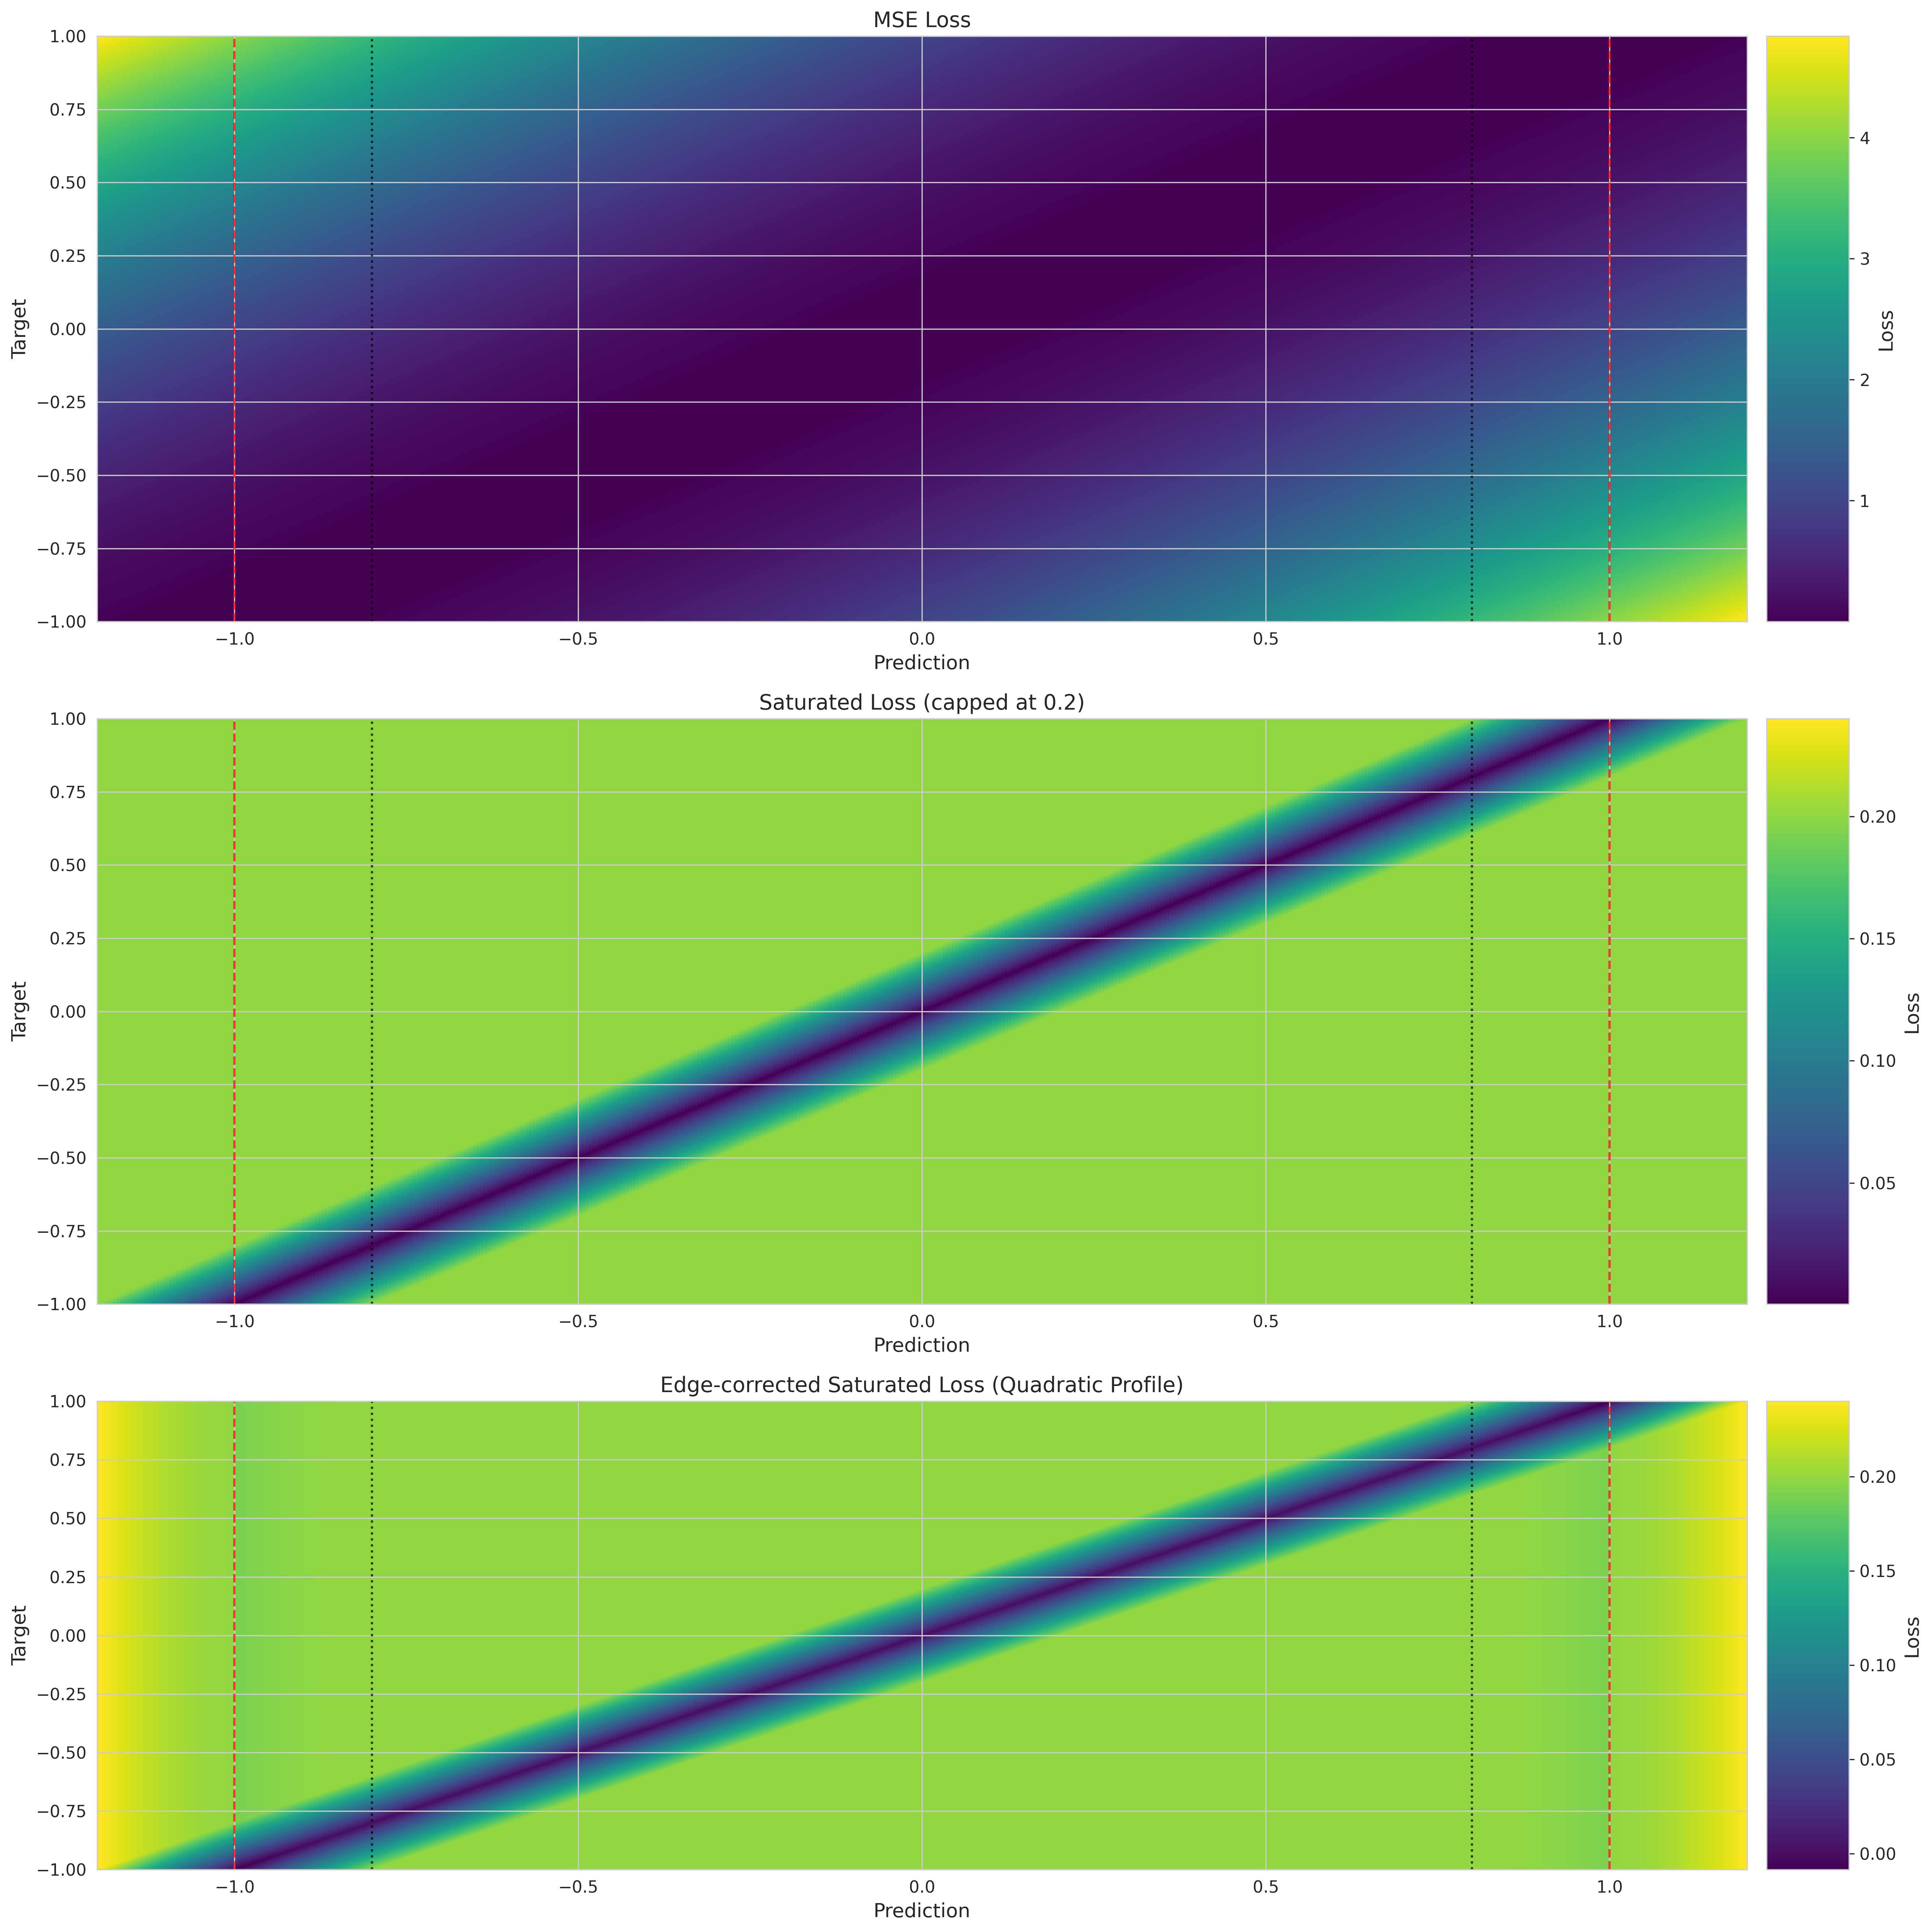 MSE Loss
1.00
0.75
0.50
0.25
0.00
−0.25
−0.50
−0.75
−1.00
Target
−1.0 −0.5 0.0 0.5 1.0
Prediction
4
3
2
1
Loss
Saturated Loss (capped at 0.2)
1.00
0.75
0.50
0.25
0.00
−0.25
−0.50
−0.75
−1.00
Target
−1.0 −0.5 0.0 0.5 1.0
Prediction
0.20
0.15
0.10
0.05
Loss
Edge-corrected Saturated Loss (Quadratic Profile)
1.00
0.75
0.50
0.25
0.00
−0.25
−0.50
−0.75
−1.00
Target
−1.0 −0.5 0.0 0.5 1.0
Prediction
0.20
0.15
0.10
0.05
0.00
Loss